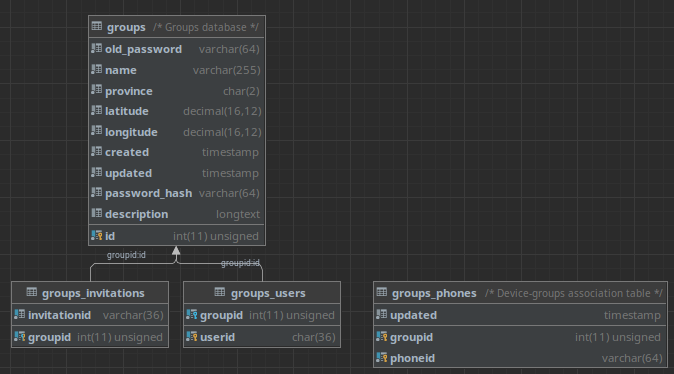 groups /* Groups database */
old_password varchar(64)
name varchar(255)
province char(2)
latitude decimal(16,12)
longitude decimal(16,12)
created timestamp
updated timestamp
password_hash varchar(64)
description longtext
id int(11) unsigned
groupid:id
groupid:id
groups_invitations
invitationid varchar(36)
groupid int(11) unsigned
groups_users
groupid int(11) unsigned
userid char(36)
groups_phones /* Device-groups association table */
updated timestamp
groupid int(11) unsigned
phoneid varchar(64)